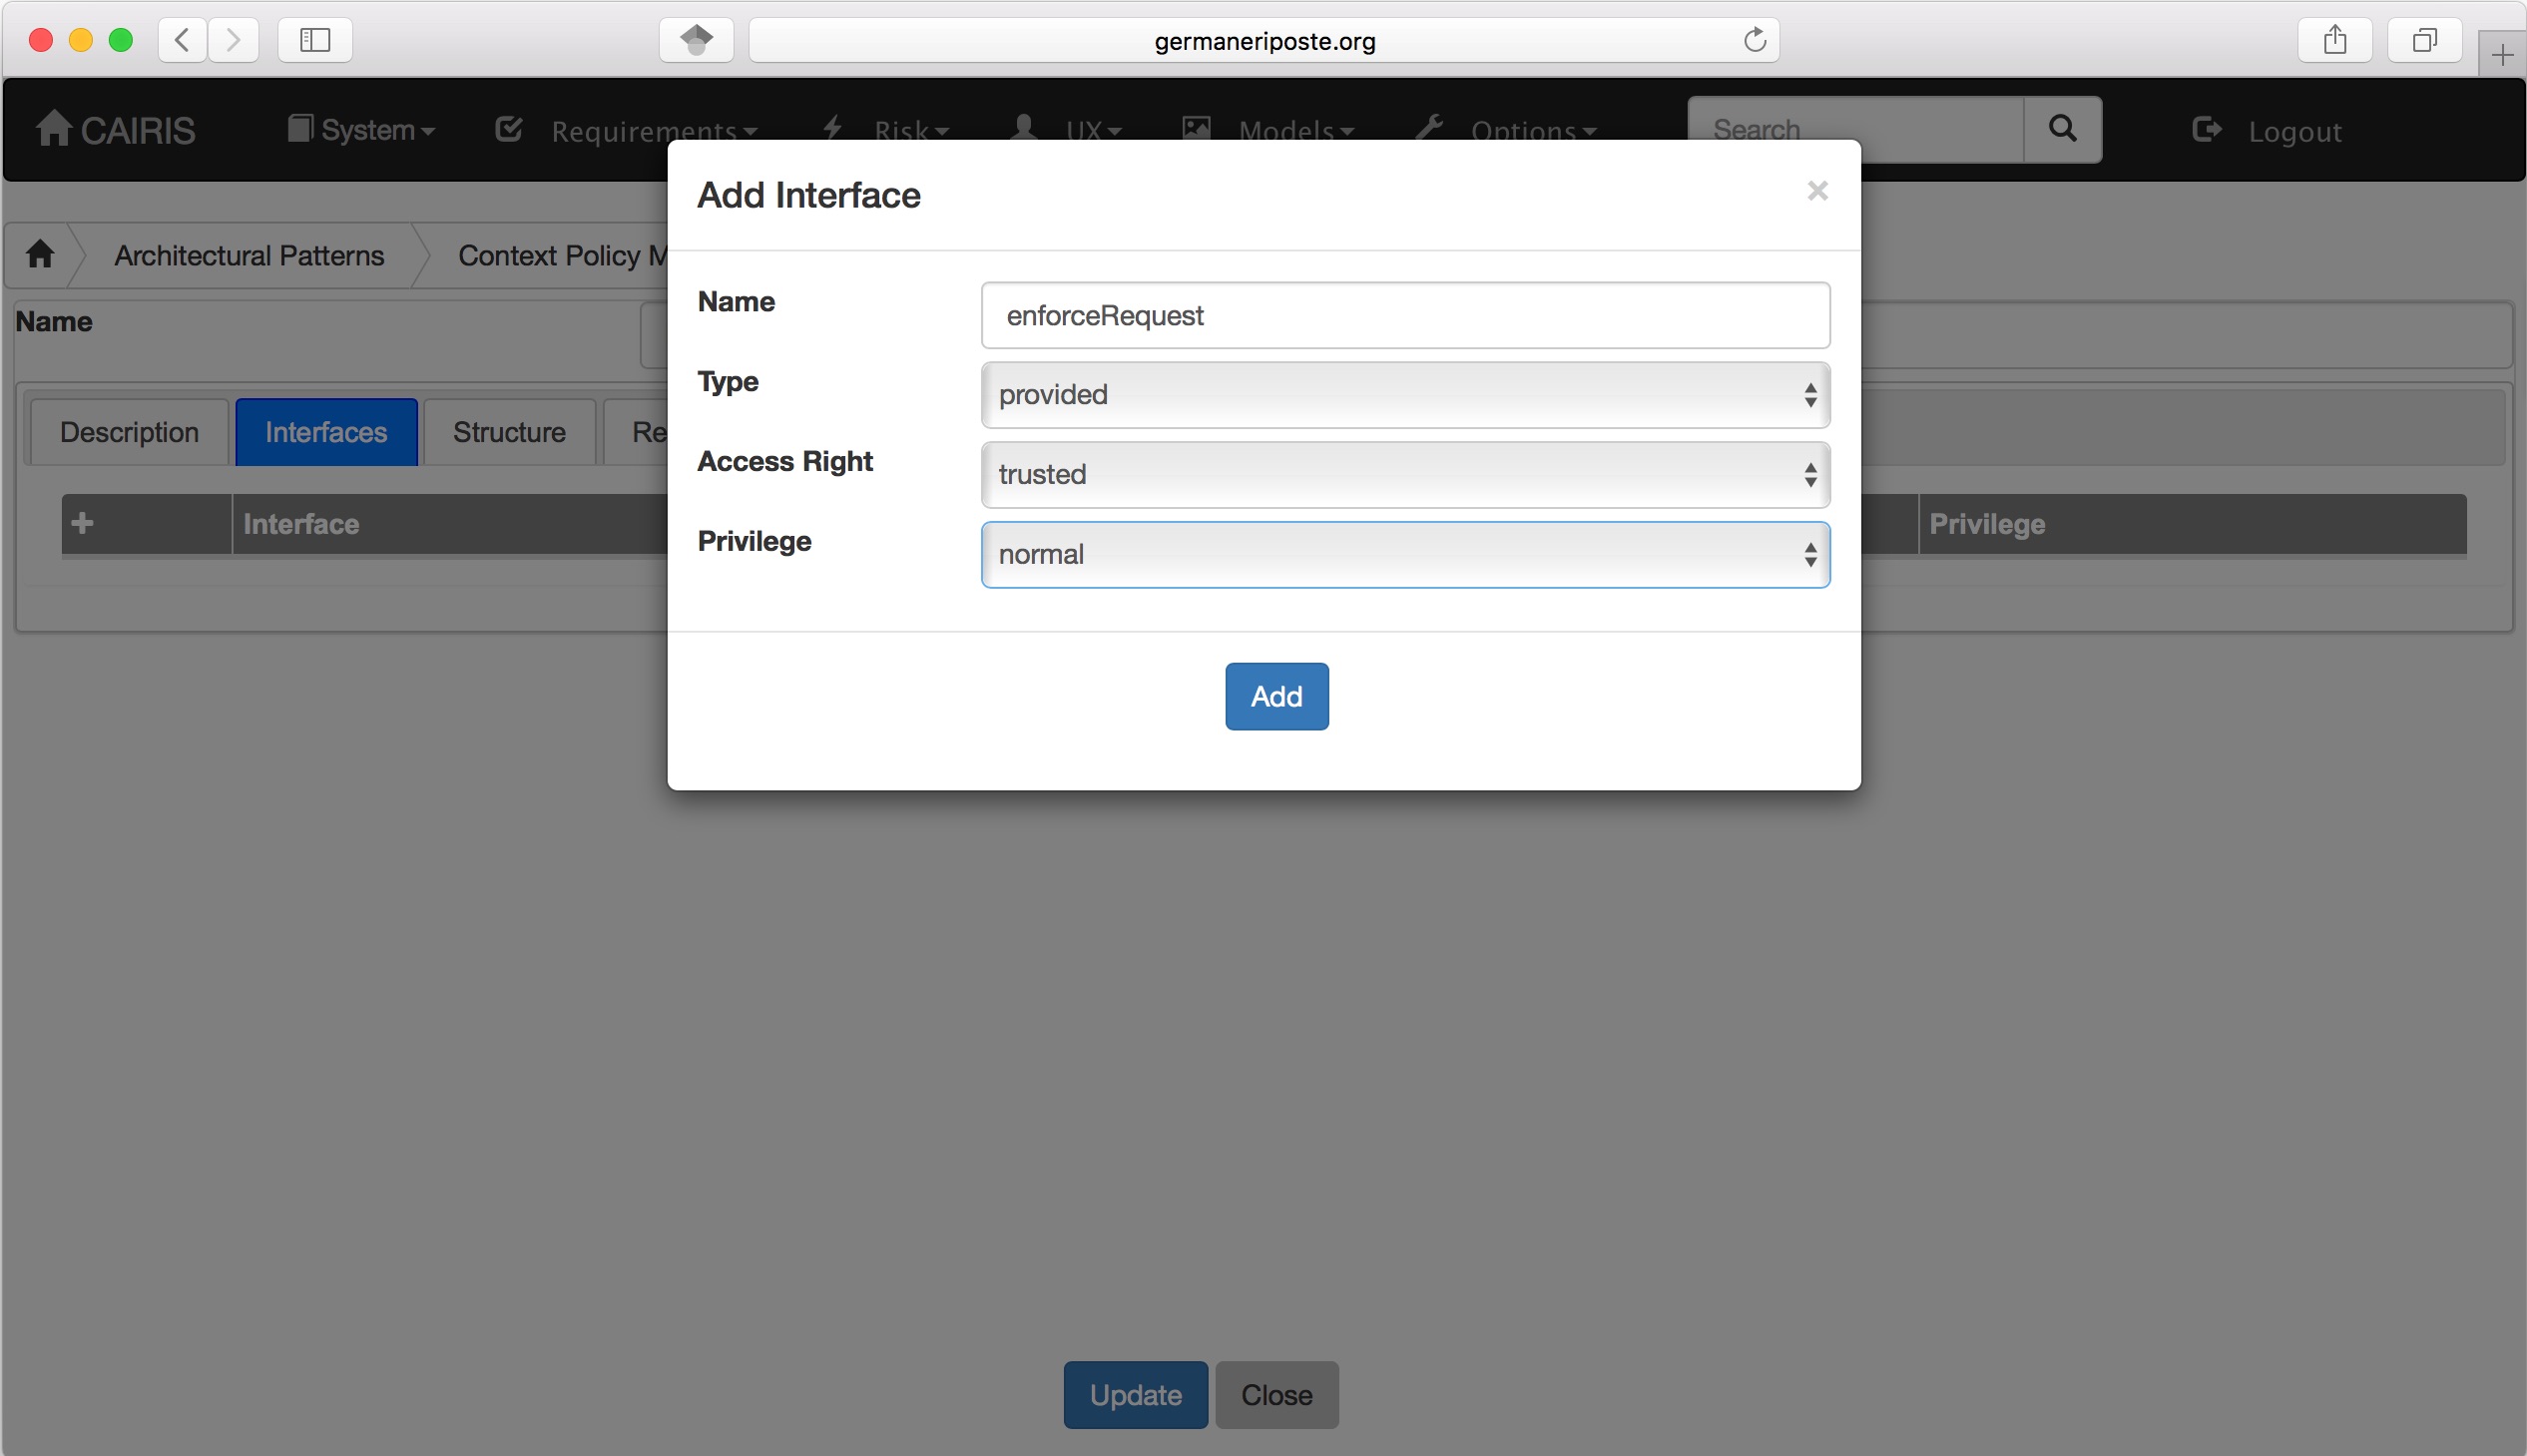 germaneriposte.org
CAIRIS System Requirements Risk UX Models Options Search Logout
Add Interface
Architectural Patterns Context Policy M
Name
Name enforceRequest
Type provided
Description Interfaces Structure Re
Access Right trusted
Interface Privilege
Privilege normal
Add
Update Close